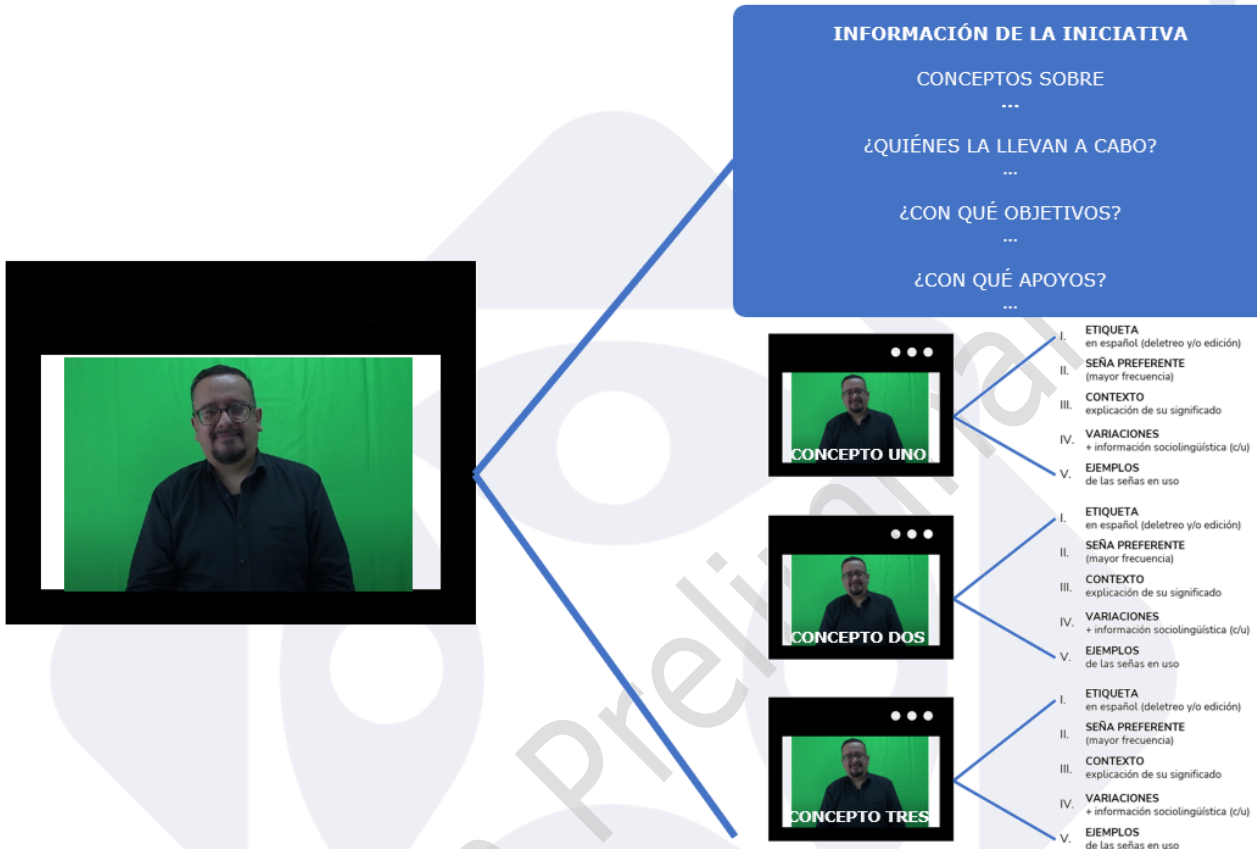 INFORMACIÓN DE LA INICIATIVA
CONCEPTOS SOBRE
...
¿QUIÉNES LA LLEVAN A CABO?
...
¿CON QUÉ OBJETIVOS?
...
¿CON QUÉ APOYOS?
...
CONCEPTO UNO
I. ETIQUETA
en español (deletreo y/o edición)
II. SEÑA PREFERENTE
(mayor frecuencia)
III. CONTEXTO
explicación de su significado
IV. VARIACIONES
+ información sociolingüística (c/u)
V. EJEMPLOS
de las señas en uso
CONCEPTO DOS
I. ETIQUETA
en español (deletreo y/o edición)
II. SEÑA PREFERENTE
(mayor frecuencia)
III. CONTEXTO
explicación de su significado
IV. VARIACIONES
+ información sociolingüística (c/u)
V. EJEMPLOS
de las señas en uso
CONCEPTO TRES
I. ETIQUETA
en español (deletreo y/o edición)
II. SEÑA PREFERENTE
(mayor frecuencia)
III. CONTEXTO
explicación de su significado
IV. VARIACIONES
+ información sociolingüística (c/u)
V. EJEMPLOS
de las señas en uso